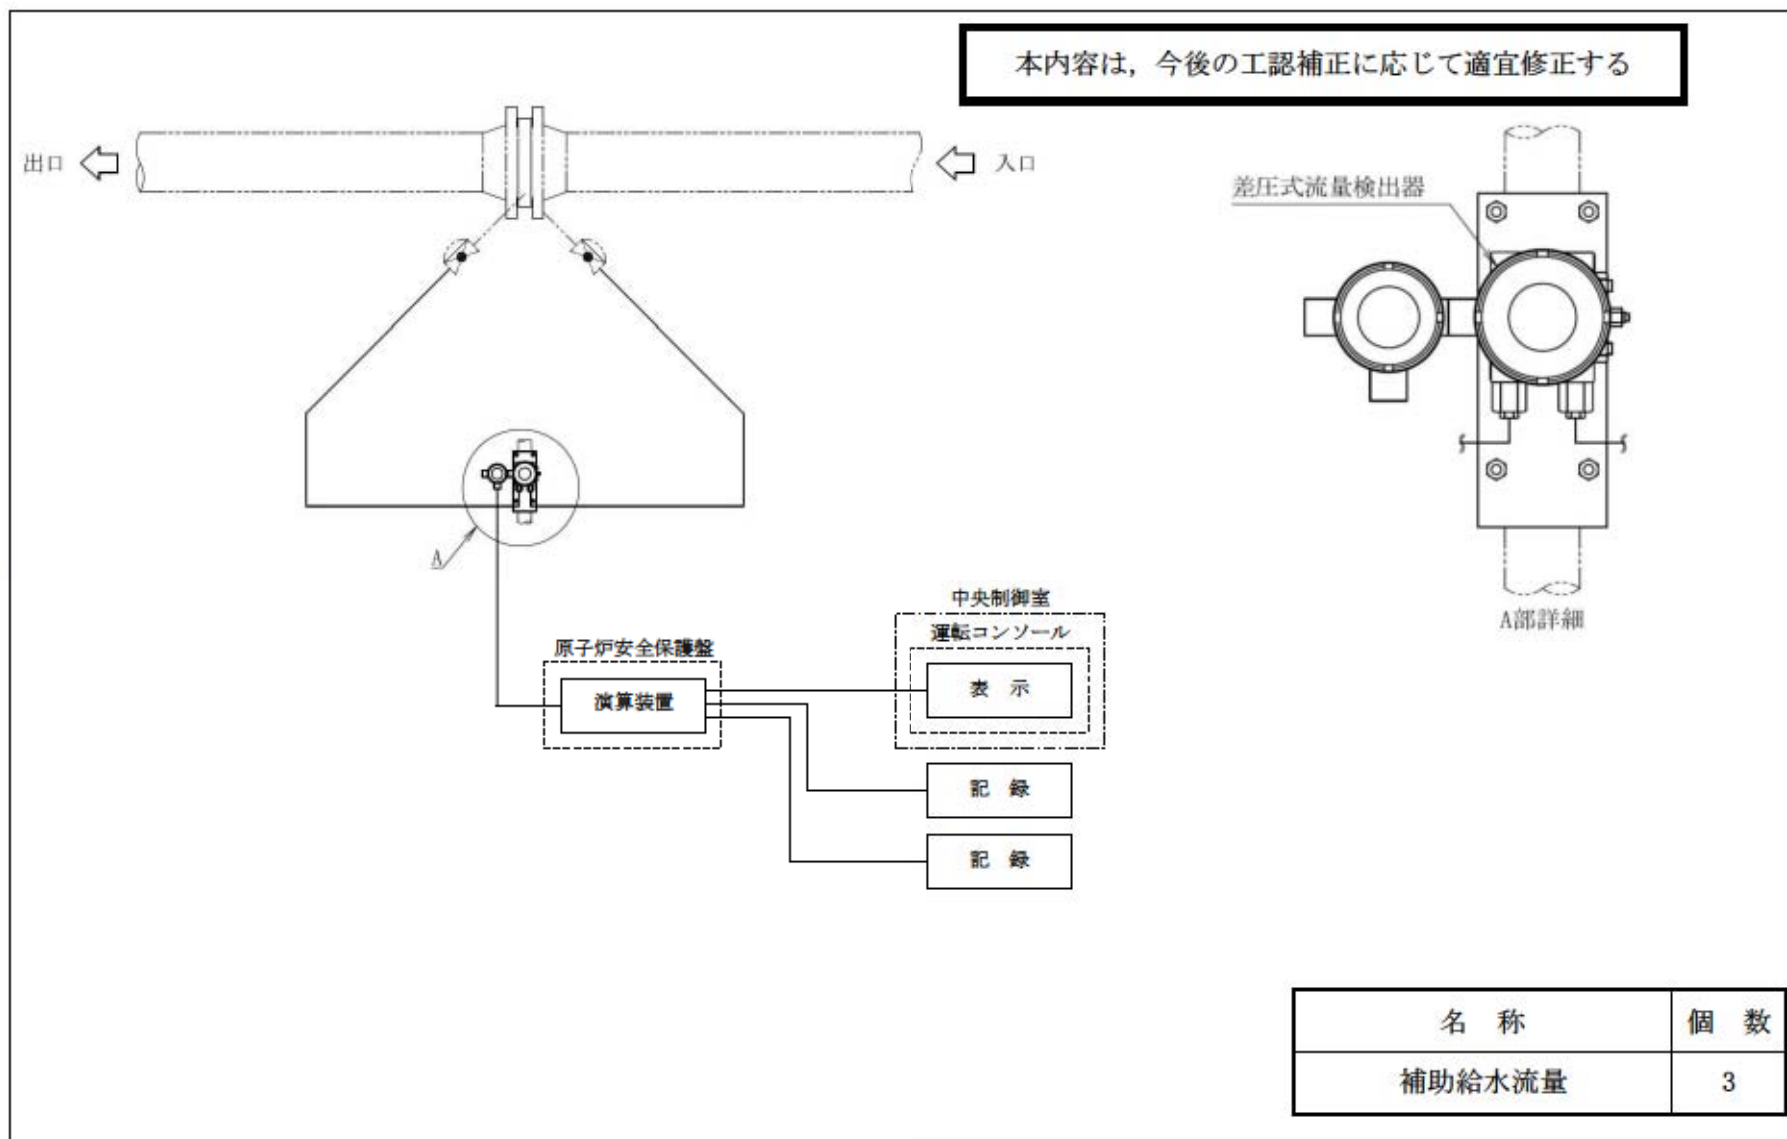 本内容は，今後の工認補正に応じて適宜修正する
出口
入口
差圧式流量検出器
A
A部詳細
中央制御室
運転コンソール
原子炉安全保護盤
表　示
演算装置
記　録
記　録
名　称　個　数
補助給水流量　3